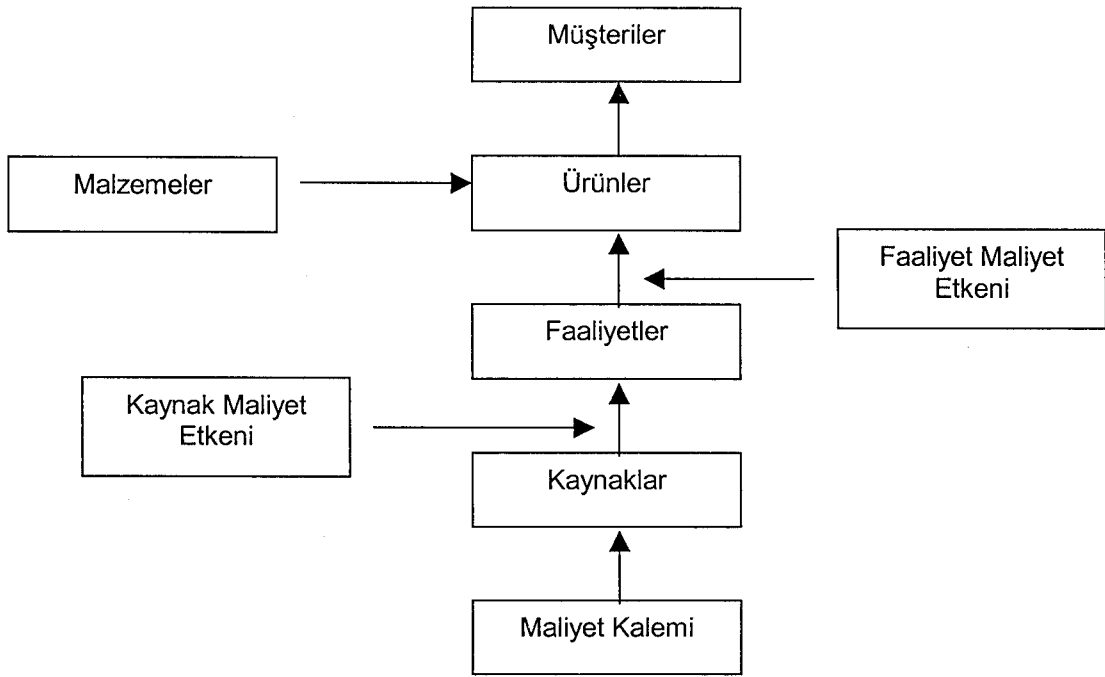 Müşteriler
Malzemeler
Ürünler
Faaliyet Maliyet
Etkeni
Faaliyetler
Kaynak Maliyet
Etkeni
Kaynaklar
Maliyet Kalemi